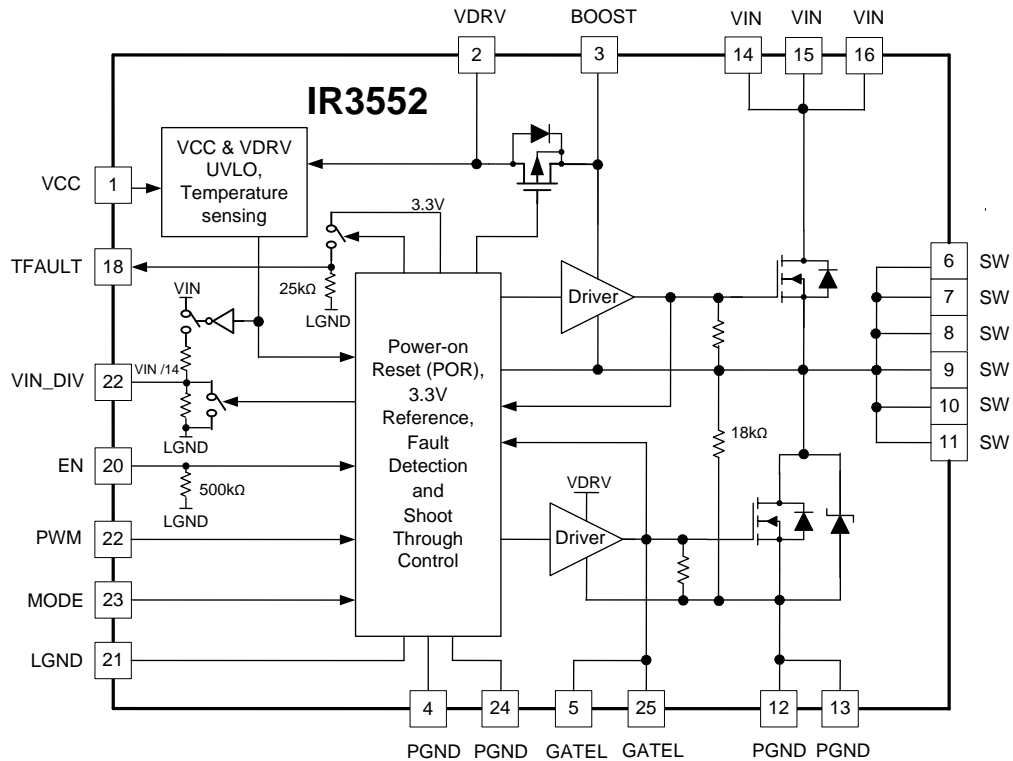 VDRV
BOOST
VIN
VIN
VIN
2
3
14
15
16
IR3552
VCC & VDRV
UVLO,
Temperature
sensing
VCC
1
3.3V
TFAULT
18
25kΩ
LGND
VIN
VIN_DIV
22
VIN /14
LGND
EN
20
500kΩ
LGND
PWM
22
MODE
23
LGND
21
Power-on
Reset (POR),
3.3V
Reference,
Fault
Detection
and
Shoot
Through
Control
Driver
18kΩ
VDRV
Driver
6
SW
7
SW
8
SW
9
SW
10
SW
11
SW
4
24
5
25
12
13
PGND
PGND
GATEL
GATEL
PGND
PGND